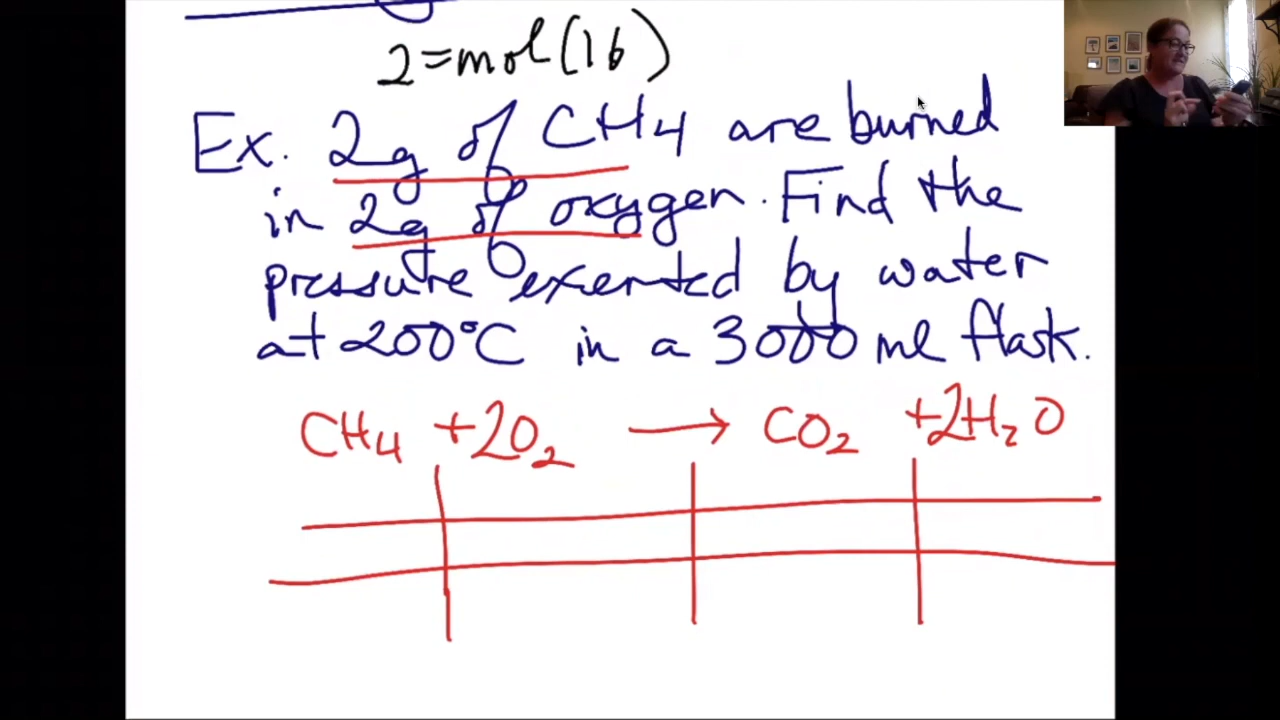 2=mol(16)
Ex. 2g of CH4 are burned
in 2g of oxygen. Find the
pressure exerted by water
at 200°C in a 3000 ml flask.
CH4 +2O₂ → CO₂ +2H₂O